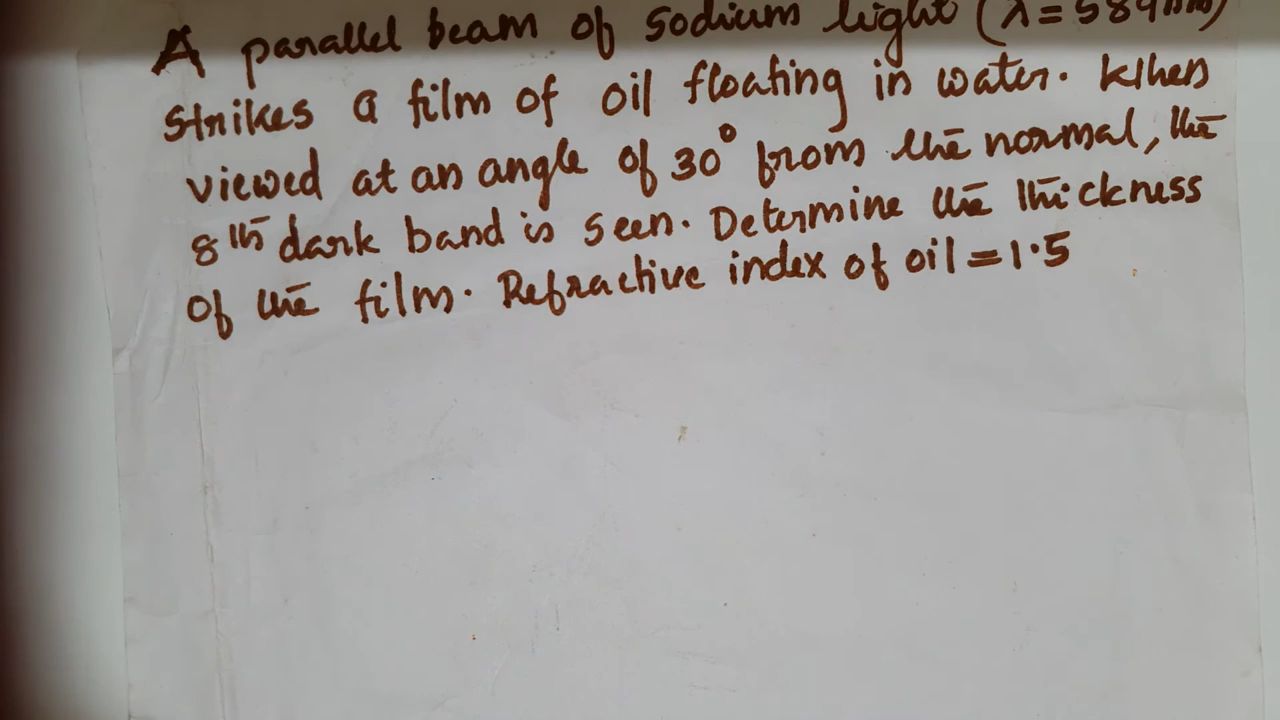 A parallel beam of sodium light (λ=589nm)
strikes a film of oil floating in water. When
viewed at an angle of 30° from the normal, the
8th dark band is seen. Determine the thickness
of the film. Refractive index of oil=1.5